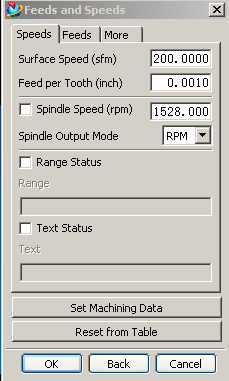 Feeds and Speeds
Speeds Feeds More
Surface Speed (sfm) 200.0000
Feed per Tooth (inch) 0.0010
Spindle Speed (rpm) 1528.000
Spindle Output Mode RPM
Range Status
Range
Text Status
Text
Set Machining Data
Reset from Table
OK Back Cancel